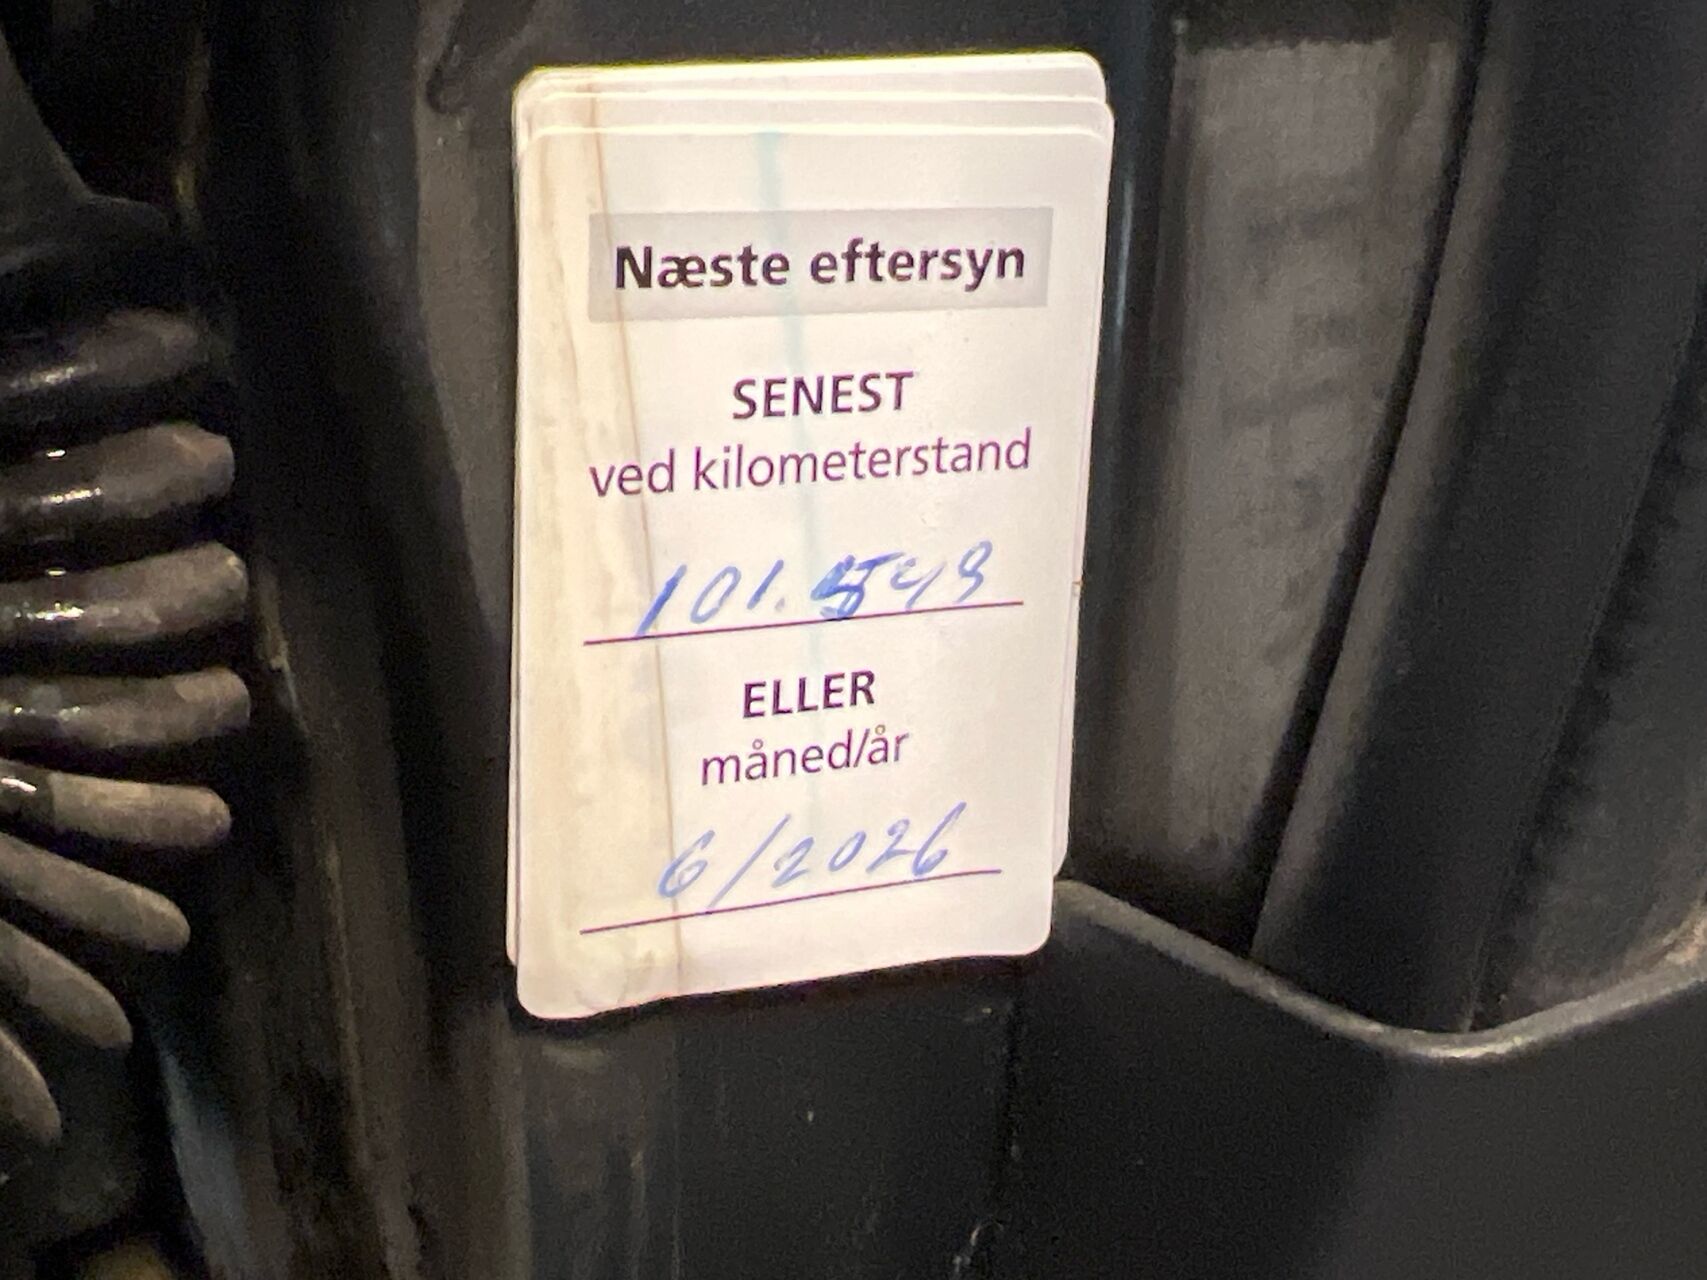 Næste eftersyn
SENEST
ved kilometerstand
ELLER
måned/år
6/2026